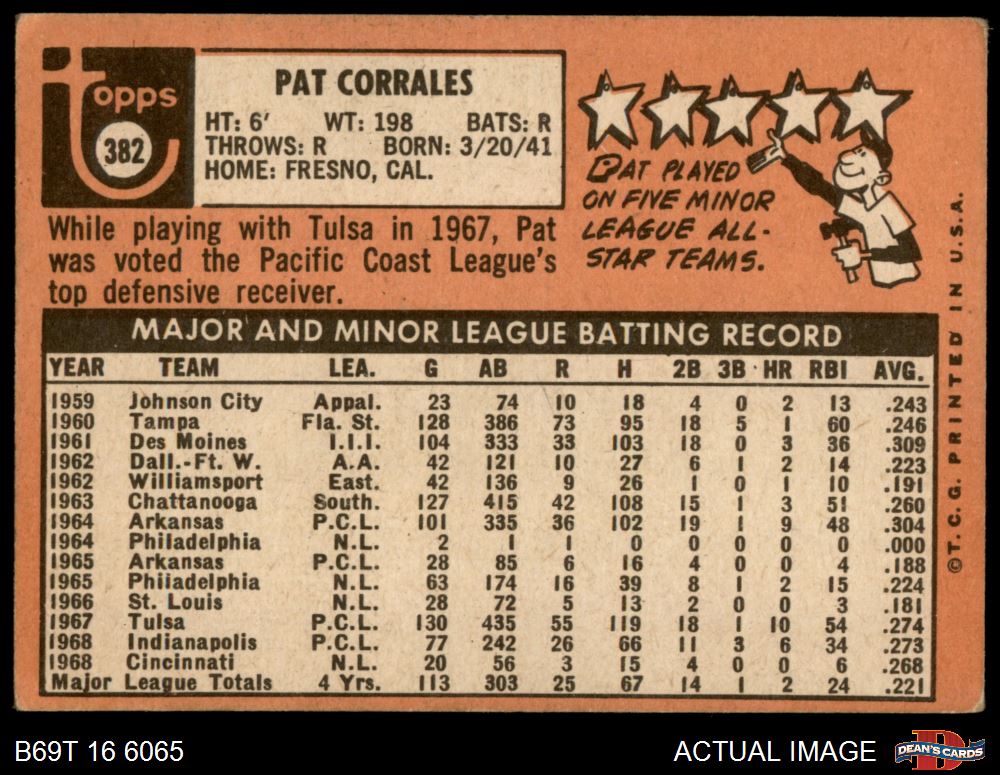 Topps
382
PAT CORRALES
HT: 6' WT: 198 BATS: R
THROWS: R BORN: 3/20/41
HOME: FRESNO, CAL.
While playing with Tulsa in 1967, Pat
was voted the Pacific Coast League's
top defensive receiver.
PAT PLAYED
ON FIVE MINOR
LEAGUE ALL-
STAR TEAMS.
MAJOR AND MINOR LEAGUE BATTING RECORD
YEAR TEAM LEA. G AB R H 2B 3B HR RBI AVG.
1959 Johnson City Appal. 23 74 10 18 4 0 2 13 .243
1960 Tampa Fla. St. 128 386 73 95 18 5 1 60 .246
1961 Des Moines I.I.I. 104 333 33 103 18 0 3 36 .309
1962 Dall.-Ft. W. A.A. 42 121 10 27 6 1 2 14 .223
1962 Williamsport East. 42 136 9 26 1 0 1 10 .191
1963 Chattanooga South. 127 415 42 108 15 1 3 51 .260
1964 Arkansas P.C.L. 101 335 36 102 19 1 9 48 .304
1964 Philadelphia N.L. 2 1 1 0 0 0 0 0 .000
1965 Arkansas P.C.L. 28 85 6 16 4 0 0 4 .188
1965 Philadelphia N.L. 63 174 16 39 8 1 2 15 .224
1966 St. Louis N.L. 28 72 5 13 2 0 0 3 .181
1967 Tulsa P.C.L. 130 435 55 119 18 1 10 54 .274
1968 Indianapolis P.C.L. 77 242 26 66 11 3 6 34 .273
1968 Cincinnati N.L. 20 56 3 15 4 0 0 6 .268
Major League Totals 4 Yrs. 113 303 25 67 14 1 2 24 .221
©T.C.G. PRINTED IN U.S.A.
B69T 16 6065
ACTUAL IMAGE
DEAN'S CARDS